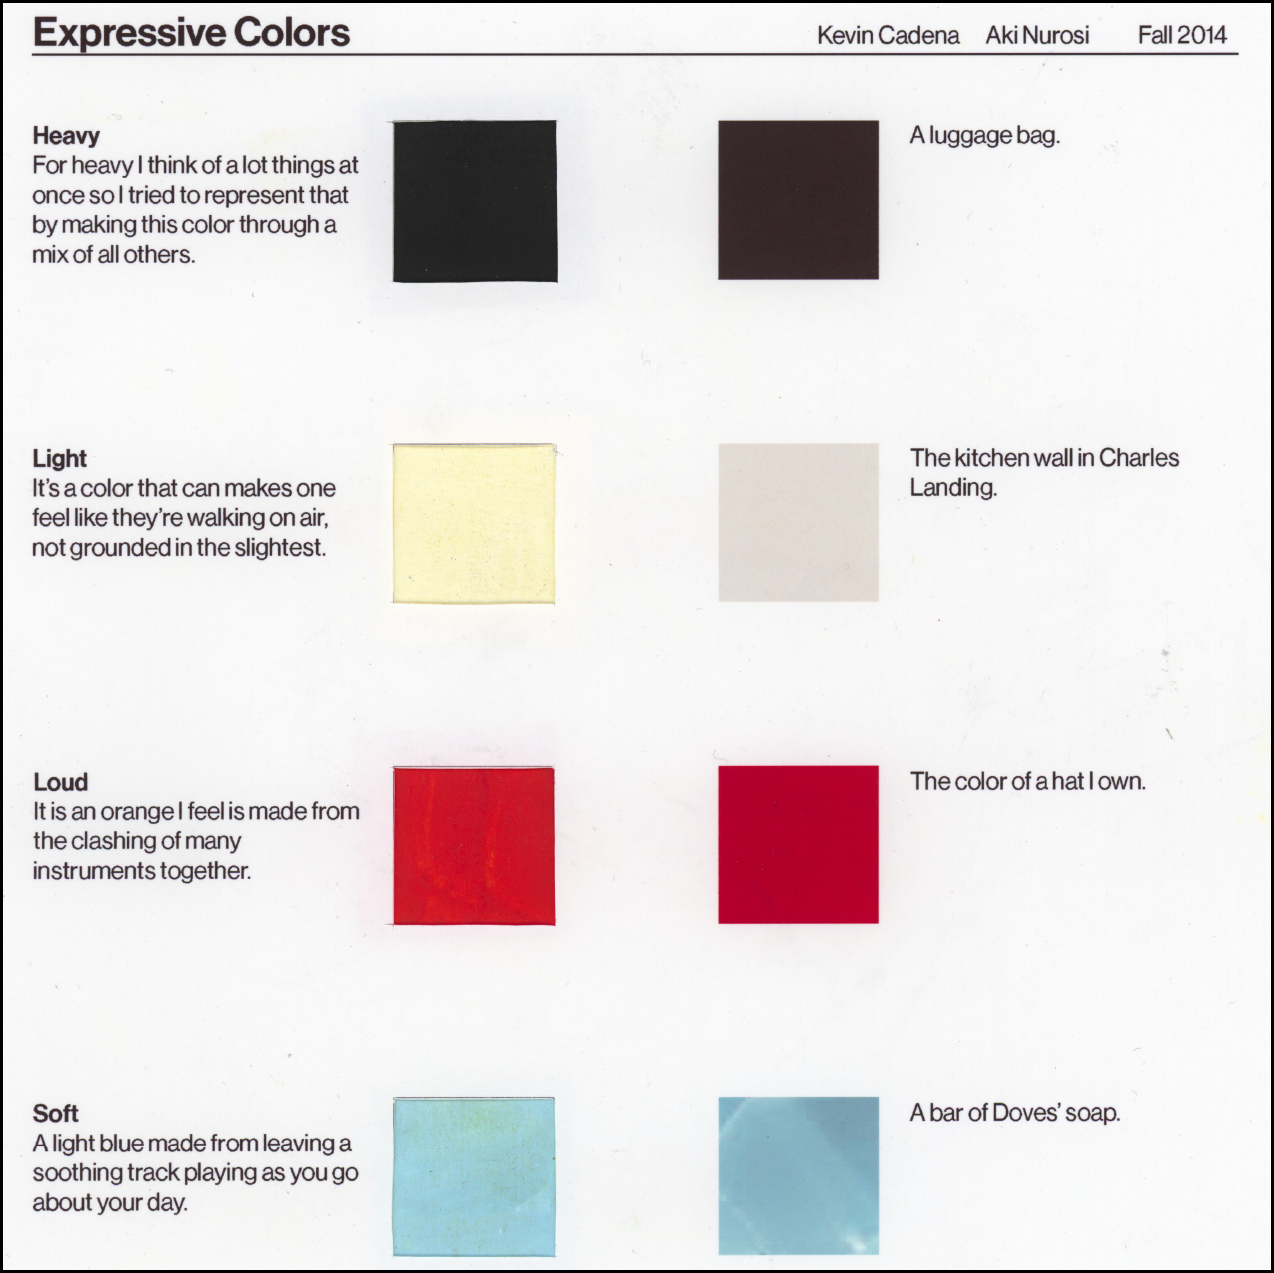 Expressive Colors
Kevin Cadena Aki Nurosi Fall 2014
Heavy
For heavy I think of a lot things at
once so I tried to represent that
by making this color through a
mix of all others.
A luggage bag.
Light
It's a color that can makes one
feel like they're walking on air,
not grounded in the slightest.
The kitchen wall in Charles
Landing.
Loud
It is an orange I feel is made from
the clashing of many
instruments together.
The color of a hat I own.
Soft
A light blue made from leaving a
soothing track playing as you go
about your day.
A bar of Doves' soap.